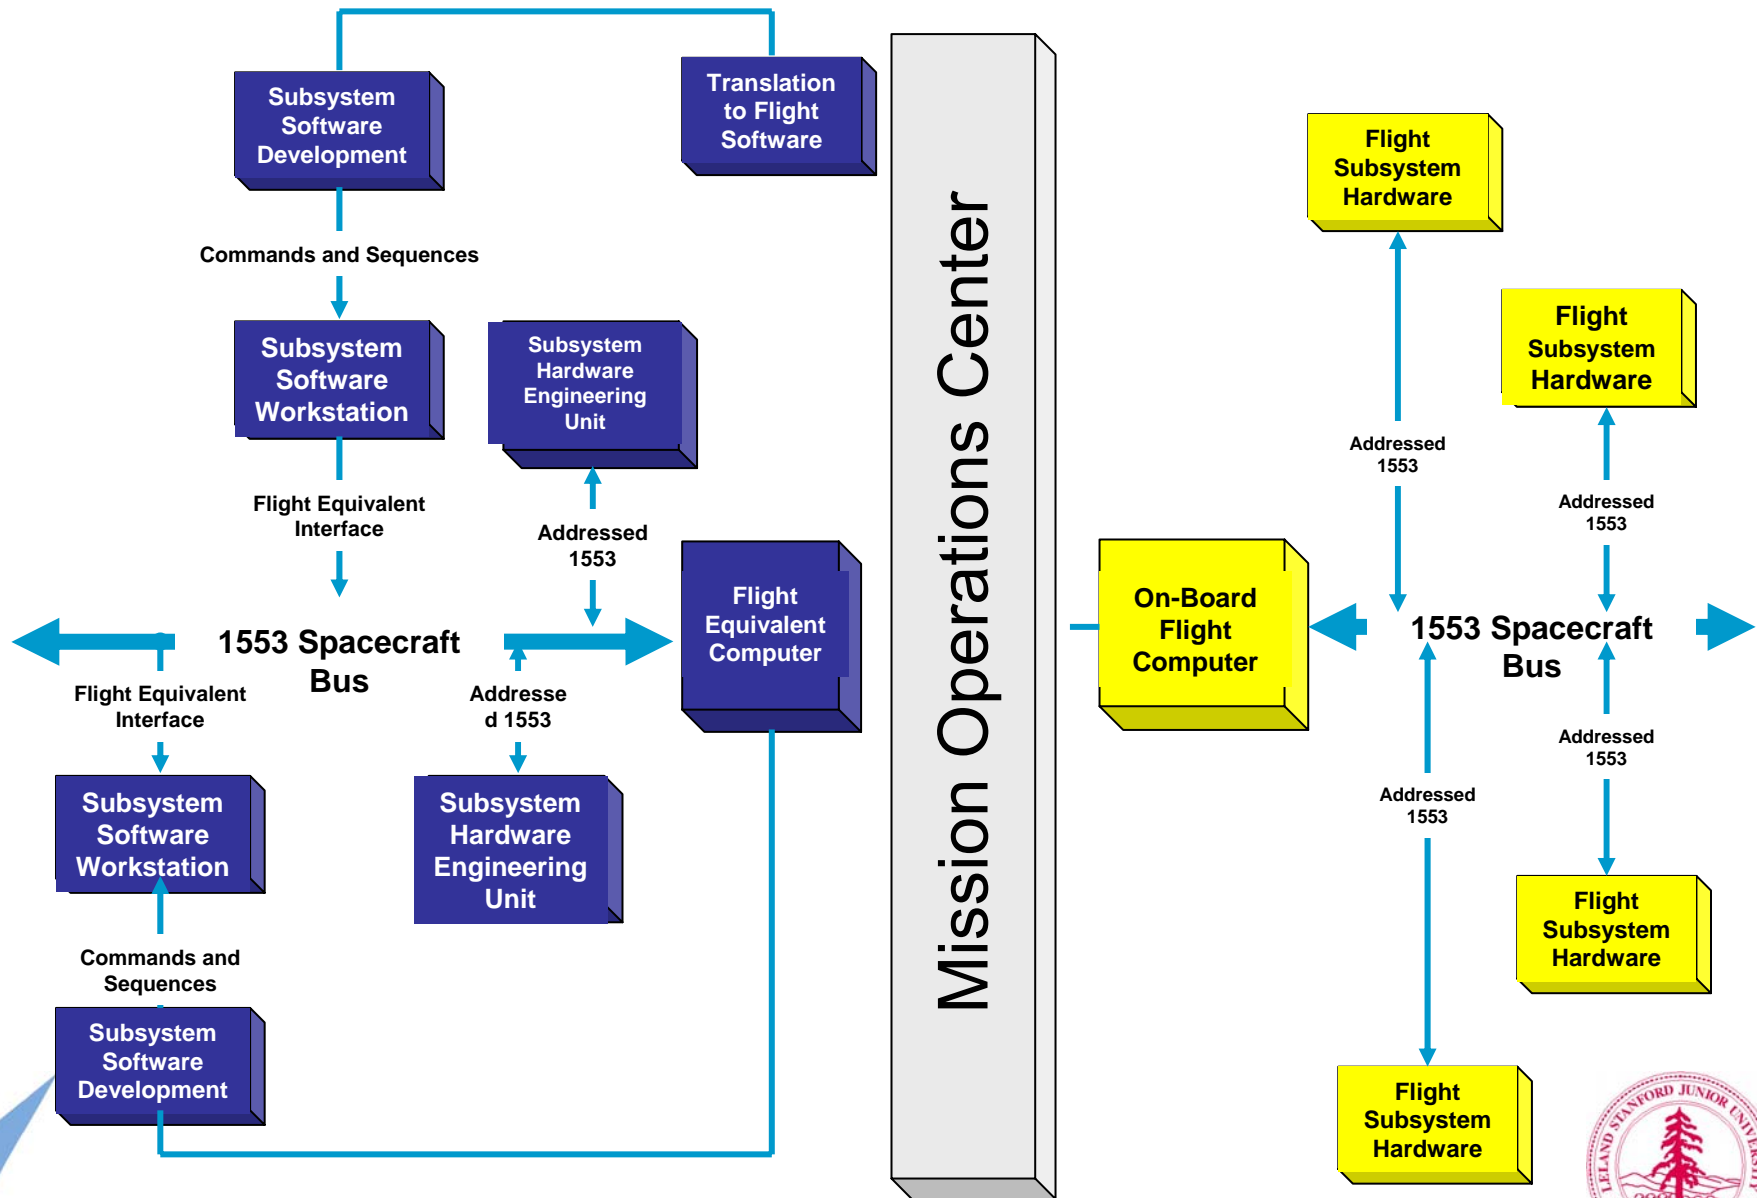 Subsystem
Software
Development
Translation
to Flight
Software
Commands and Sequences
Subsystem
Software
Workstation
Subsystem
Hardware
Engineering
Unit
Flight Equivalent
Interface
Addressed
1553
1553 Spacecraft
Bus
Flight
Equivalent
Computer
Flight Equivalent
Interface
Addresse
d 1553
Subsystem
Software
Workstation
Subsystem
Hardware
Engineering
Unit
Commands and
Sequences
Subsystem
Software
Development
Mission Operations Center
Flight
Subsystem
Hardware
Flight
Subsystem
Hardware
Addressed
1553
Addressed
1553
On-Board
Flight
Computer
1553 Spacecraft
Bus
Addressed
1553
Addressed
1553
Flight
Subsystem
Hardware
Flight
Subsystem
Hardware
LELAND STANFORD JUNIOR UNIVERSITY